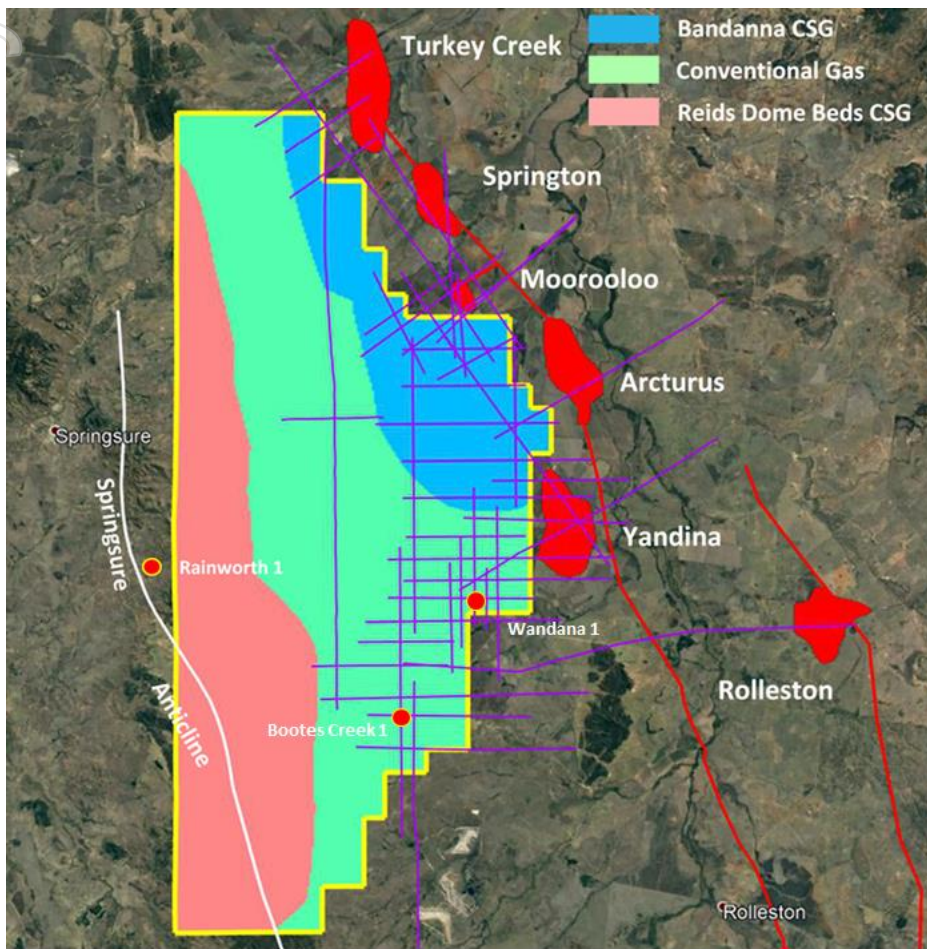 Turkey Creek
Bandanna CSG
Conventional Gas
Reids Dome Beds CSG
Springton
Moorooloo
Arcturus
Springsure
Springsure
Yandina
Rainworth 1
Wandana 1
Rolleston
Anticline
Bootes Creek 1
Rolleston